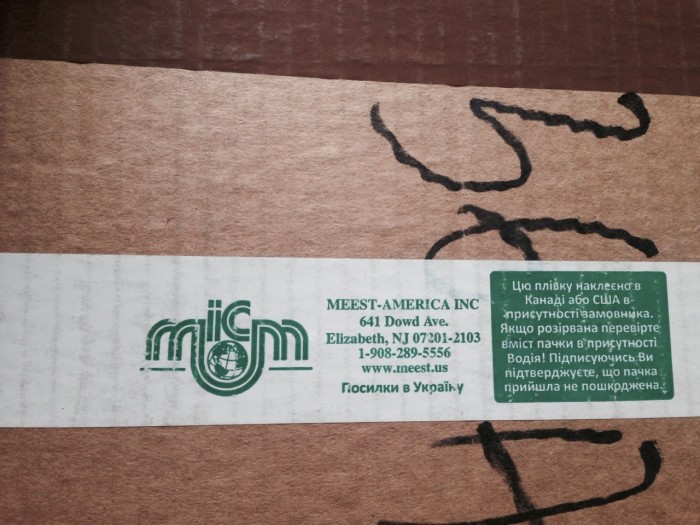 міст
MEEST-AMERICA INC
641 Dowd Ave.
Elizabeth, NJ 07201-2103
1-908-289-5556
www.meest.us
Посилки в Україну
Цю плівку наклеєно в
Канаді або США в
присутності замовника.
Якщо розірвана перевірте
вміст пачки в присутності
Водія! Підписуючись Ви
підтверджуєте, що пачка
прийшла не пошкоджена.